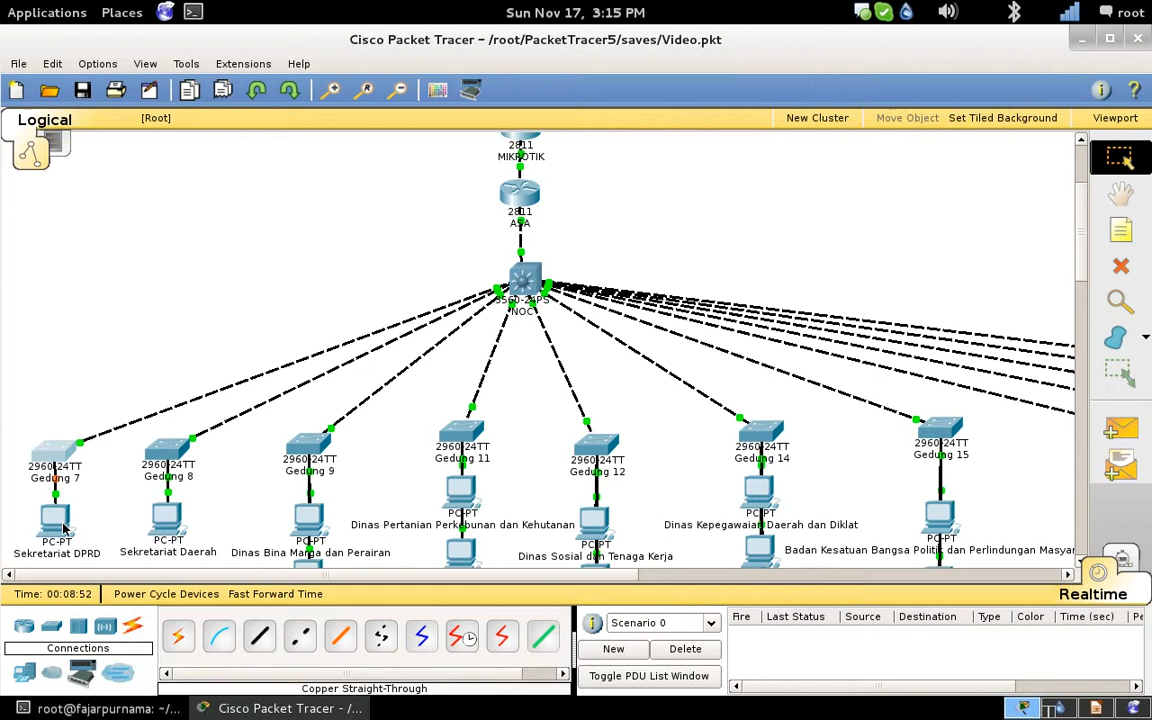 Applications Places Sun Nov 17, 3:15 PM root
Cisco Packet Tracer – /root/PacketTracer5/saves/Video.pkt
File Edit Options View Tools Extensions Help
Logical [Root] New Cluster Move Object Set Tiled Background Viewport
2811
MIKROTIK
2811
ASA
3560-24PS
NOC
2960-24TT
Gedung 7
2960-24TT
Gedung 8
2960-24TT
Gedung 9
2960-24TT
Gedung 11
2960-24TT
Gedung 12
2960-24TT
Gedung 14
2960-24TT
Gedung 15
PC-PT
Sekretariat DPRD
PC-PT
Sekretariat Daerah
PC-PT
Dinas Bina Marga dan Perairan
PC-PT
Dinas Pertanian Perkebunan dan Kehutanan
PC-PT
Dinas Sosial dan Tenaga Kerja
PC-PT
Dinas Kepegawaian Daerah dan Diklat
PC-PT
Badan Kesatuan Bangsa Politik dan Perlindungan Masyar
Time: 00:08:52 Power Cycle Devices Fast Forward Time Realtime
Connections
Copper Straight-Through
Scenario 0
New Delete
Toggle PDU List Window
Fire Last Status Source Destination Type Color Time (sec) Pe
root@fajarpurnama: ~/... Cisco Packet Tracer - /root/...